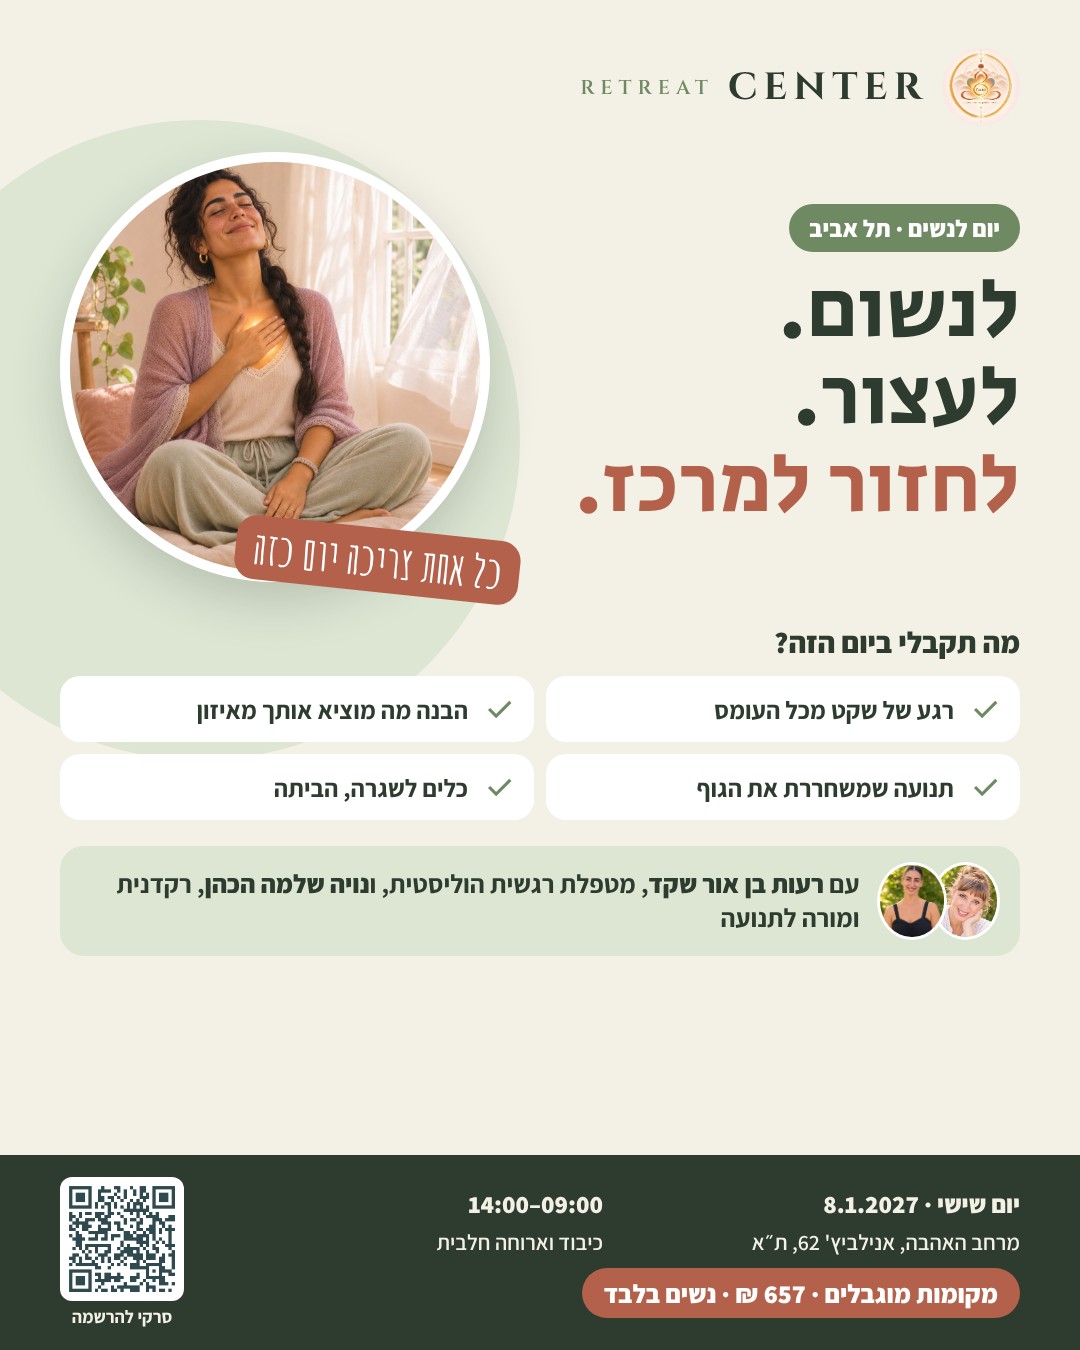 RETREAT CENTER
יום לנשים · תל אביב
לנשום.
לעצור.
לחזור למרכז.
כל אחת צריכה יום כזה
מה תקבלי ביום הזה?
רגע של שקט מכל העומס
הבנה מה מוציא אותך מאיזון
תנועה שמשחררת את הגוף
כלים לשגרה, הביתה
עם רעות בן אור שקד, מטפלת רגשית הוליסטית, ונויה שלמה הכהן, רקדנית
ומורה לתנועה
יום שישי · 8.1.2027
מרחב האהבה, אנילביץ' 62, ת״א
09:00–14:00
כיבוד וארוחה חלבית
מקומות מוגבלים · 657 ₪ · נשים בלבד
סרקי להרשמה